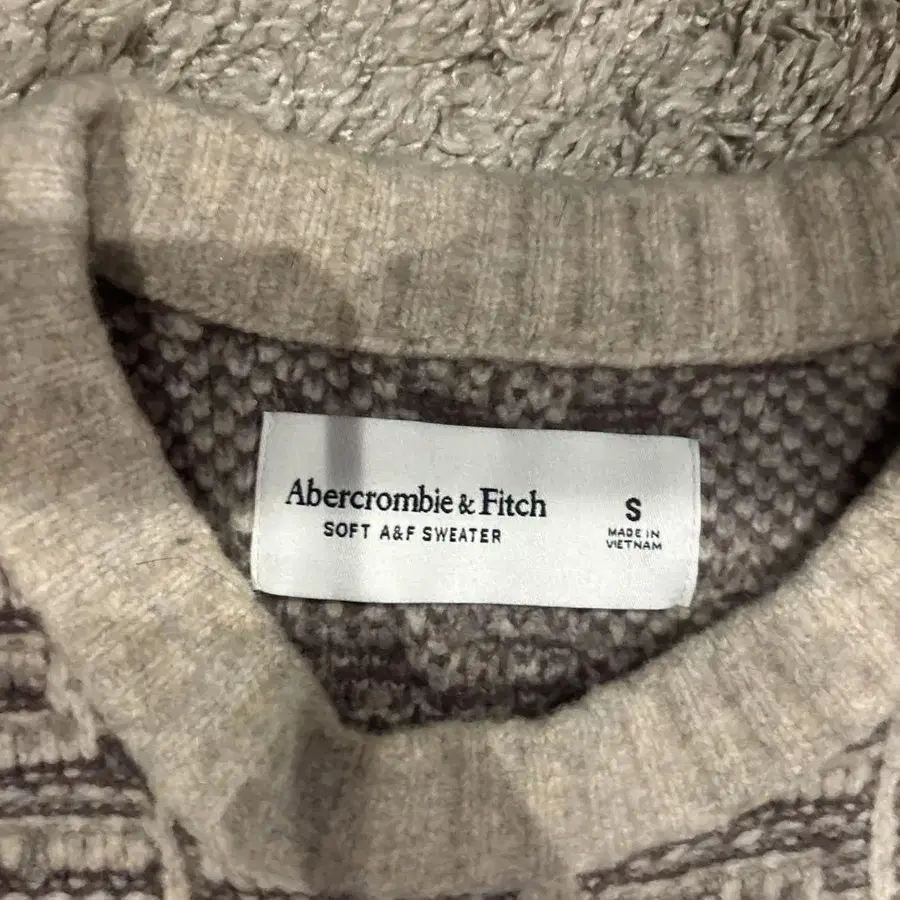 Abercrombie & Fitch
SOFT A&F SWEATER
S
MADE IN
VIETNAM